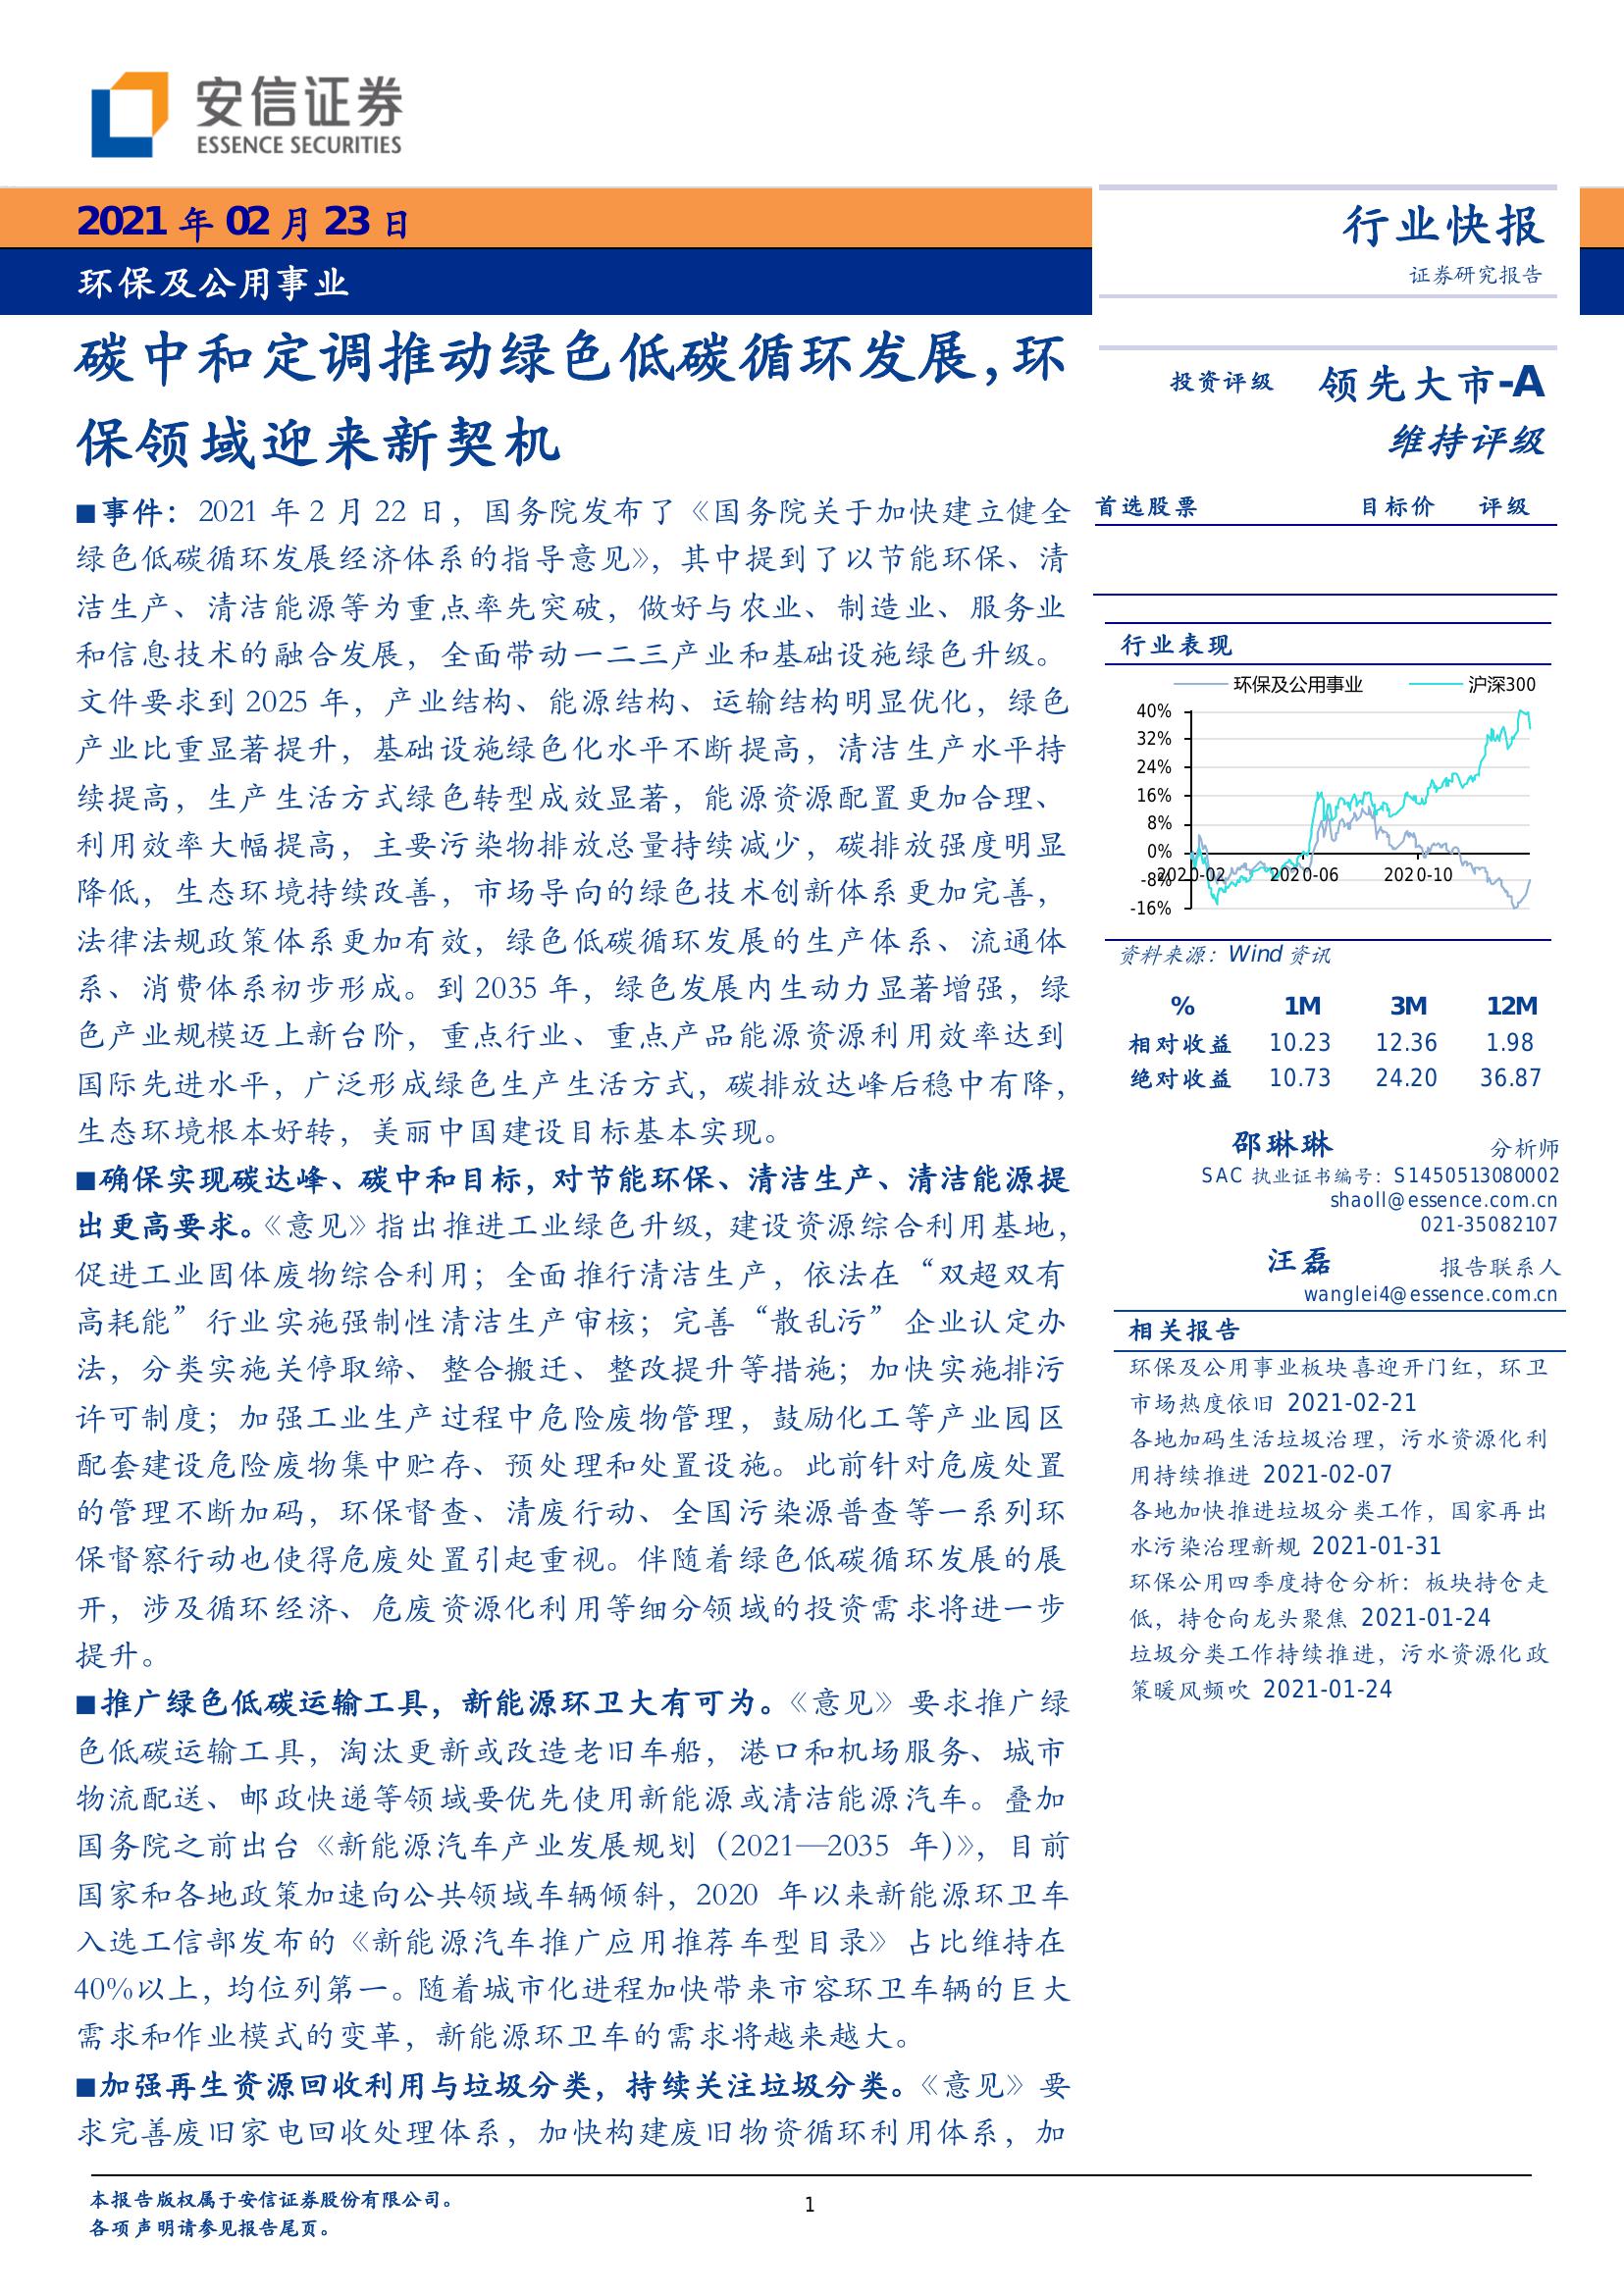 安信证券
ESSENCE SECURITIES
2021 年 02 月 23 日
环保及公用事业
行业快报
证券研究报告
碳中和定调推动绿色低碳循环发展，环
保领域迎来新契机
投资评级 领先大市-A
维持评级
首选股票 目标价 评级
■事件：2021 年 2 月 22 日，国务院发布了《国务院关于加快建立健全
绿色低碳循环发展经济体系的指导意见》，其中提到了以节能环保、清
洁生产、清洁能源等为重点率先突破，做好与农业、制造业、服务业
和信息技术的融合发展，全面带动一二三产业和基础设施绿色升级。
文件要求到 2025 年，产业结构、能源结构、运输结构明显优化，绿色
产业比重显著提升，基础设施绿色化水平不断提高，清洁生产水平持
续提高，生产生活方式绿色转型成效显著，能源资源配置更加合理、
利用效率大幅提高，主要污染物排放总量持续减少，碳排放强度明显
降低，生态环境持续改善，市场导向的绿色技术创新体系更加完善，
法律法规政策体系更加有效，绿色低碳循环发展的生产体系、流通体
系、消费体系初步形成。到 2035 年，绿色发展内生动力显著增强，绿
色产业规模迈上新台阶，重点行业、重点产品能源资源利用效率达到
国际先进水平，广泛形成绿色生产生活方式，碳排放达峰后稳中有降，
生态环境根本好转，美丽中国建设目标基本实现。
■确保实现碳达峰、碳中和目标，对节能环保、清洁生产、清洁能源提
出更高要求。《意见》指出推进工业绿色升级，建设资源综合利用基地，
促进工业固体废物综合利用；全面推行清洁生产，依法在“双超双有
高耗能”行业实施强制性清洁生产审核；完善“散乱污”企业认定办
法，分类实施关停取缔、整合搬迁、整改提升等措施；加快实施排污
许可制度；加强工业生产过程中危险废物管理，鼓励化工等产业园区
配套建设危险废物集中贮存、预处理和处置设施。此前针对危废处置
的管理不断加码，环保督查、清废行动、全国污染源普查等一系列环
保督察行动也使得危废处置引起重视。伴随着绿色低碳循环发展的展
开，涉及循环经济、危废资源化利用等细分领域的投资需求将进一步
提升。
■推广绿色低碳运输工具，新能源环卫大有可为。《意见》要求推广绿
色低碳运输工具，淘汰更新或改造老旧车船，港口和机场服务、城市
物流配送、邮政快递等领域要优先使用新能源或清洁能源汽车。叠加
国务院之前出台《新能源汽车产业发展规划（2021—2035 年）》，目前
国家和各地政策加速向公共领域车辆倾斜，2020 年以来新能源环卫车
入选工信部发布的《新能源汽车推广应用推荐车型目录》占比维持在
40%以上，均位列第一。随着城市化进程加快带来市容环卫车辆的巨大
需求和作业模式的变革，新能源环卫车的需求将越来越大。
■加强再生资源回收利用与垃圾分类，持续关注垃圾分类。《意见》要
求完善废旧家电回收处理体系，加快构建废旧物资循环利用体系，加
行业表现
环保及公用事业 沪深300
40%
32%
24%
16%
8%
0%
-8%
-16%
2020-02 2020-06 2020-10
资料来源：Wind 资讯
% 1M 3M 12M
相对收益 10.23 12.36 1.98
绝对收益 10.73 24.20 36.87
邵琳琳 分析师
SAC 执业证书编号：S1450513080002
shaoll@essence.com.cn
021-35082107
汪磊 报告联系人
wanglei4@essence.com.cn
相关报告
环保及公用事业板块喜迎开门红，环卫
市场热度依旧 2021-02-21
各地加码生活垃圾治理，污水资源化利
用持续推进 2021-02-07
各地加快推进垃圾分类工作，国家再出
水污染治理新规 2021-01-31
环保公用四季度持仓分析：板块持仓走
低，持仓向龙头聚焦 2021-01-24
垃圾分类工作持续推进，污水资源化政
策暖风频吹 2021-01-24
本报告版权属于安信证券股份有限公司。
各项声明请参见报告尾页。
1